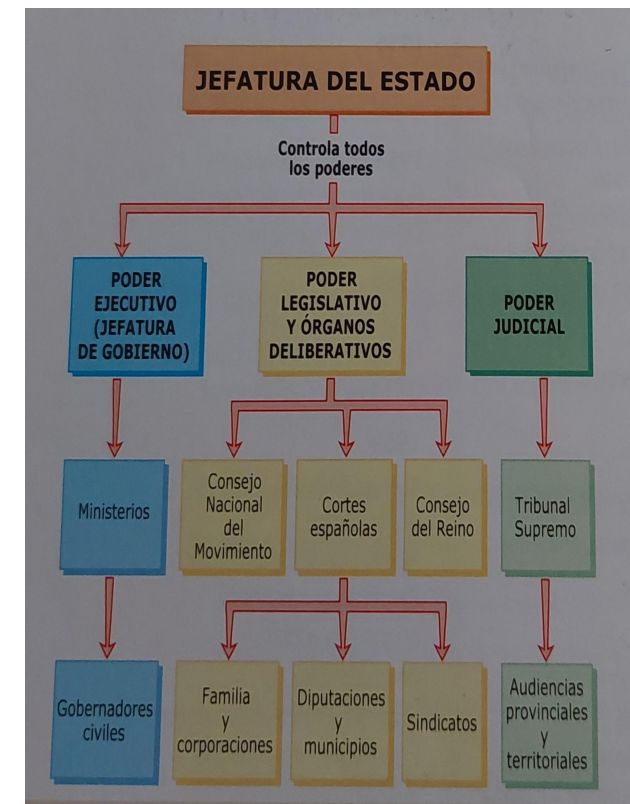 JEFATURA DEL ESTADO
Controla todos
los poderes
PODER
EJECUTIVO
(JEFATURA
DE GOBIERNO)
PODER
LEGISLATIVO
Y ÓRGANOS
DELIBERATIVOS
PODER
JUDICIAL
Ministerios
Consejo
Nacional
del
Movimiento
Cortes
españolas
Consejo
del Reino
Tribunal
Supremo
Gobernadores
civiles
Familia
y
corporaciones
Diputaciones
y
municipios
Sindicatos
Audiencias
provinciales
y
territoriales